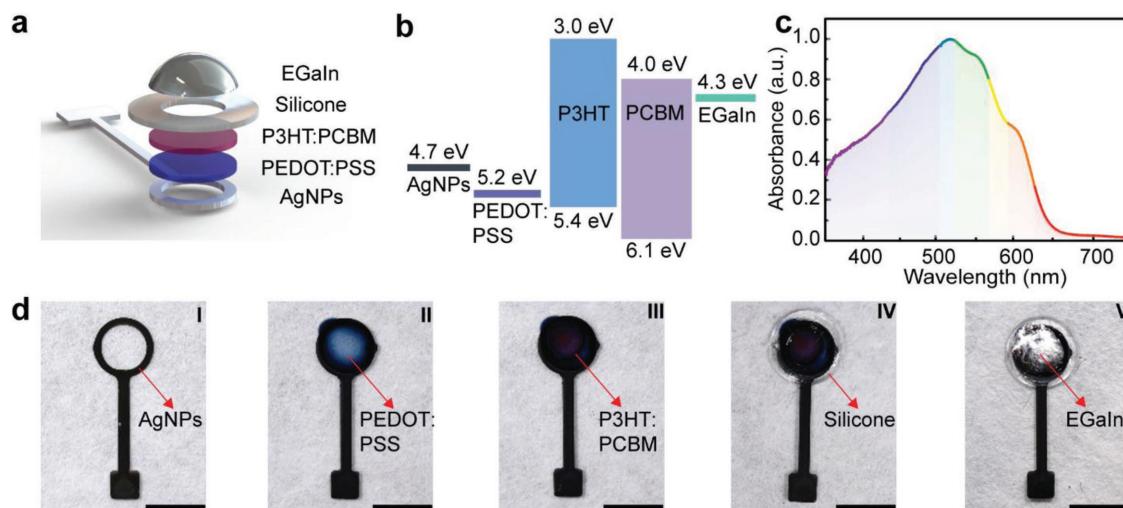 a
EGaIn
Silicone
P3HT:PCBM
PEDOT:PSS
AgNPs
b
3.0 eV
4.0 eV
4.3 eV
P3HT
PCBM
EGaIn
4.7 eV
AgNPs
5.2 eV
PEDOT:
PSS
5.4 eV
6.1 eV
c
Absorbance (a.u.)
1.0
0.8
0.6
0.4
0.2
0.0
400
500
600
700
Wavelength (nm)
d
I
AgNPs
II
PEDOT:
PSS
III
P3HT:
PCBM
IV
Silicone
V
EGaIn